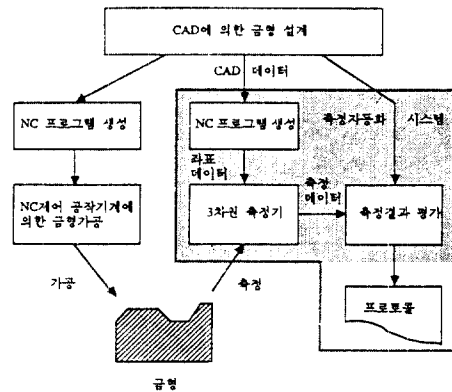 CAD에 의한 금형 설계
CAD 데이터
NC 프로그램 생성
NC 프로그램 생성
측정자동화 시스템
좌표
데이터
측정
데이터
NC제어 공작기계에
의한 금형가공
3차원 측정기
측정결과 평가
가공
측정
프로토콜
금형